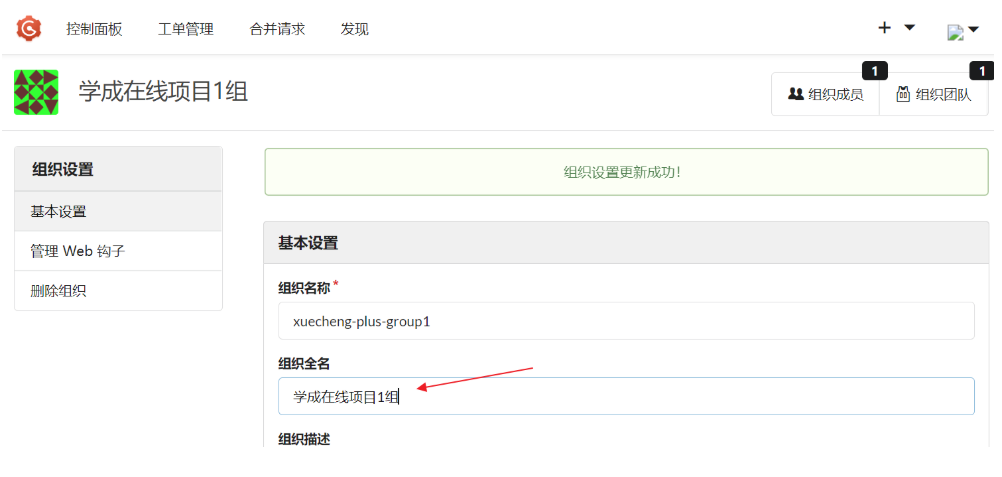 控制面板 工单管理 合并请求 发现
学成在线项目1组
1 1
组织成员 组织团队
组织设置
基本设置
管理 Web 钩子
删除组织
组织设置更新成功！
基本设置
组织名称*
xuecheng-plus-group1
组织全名
学成在线项目1组
组织描述